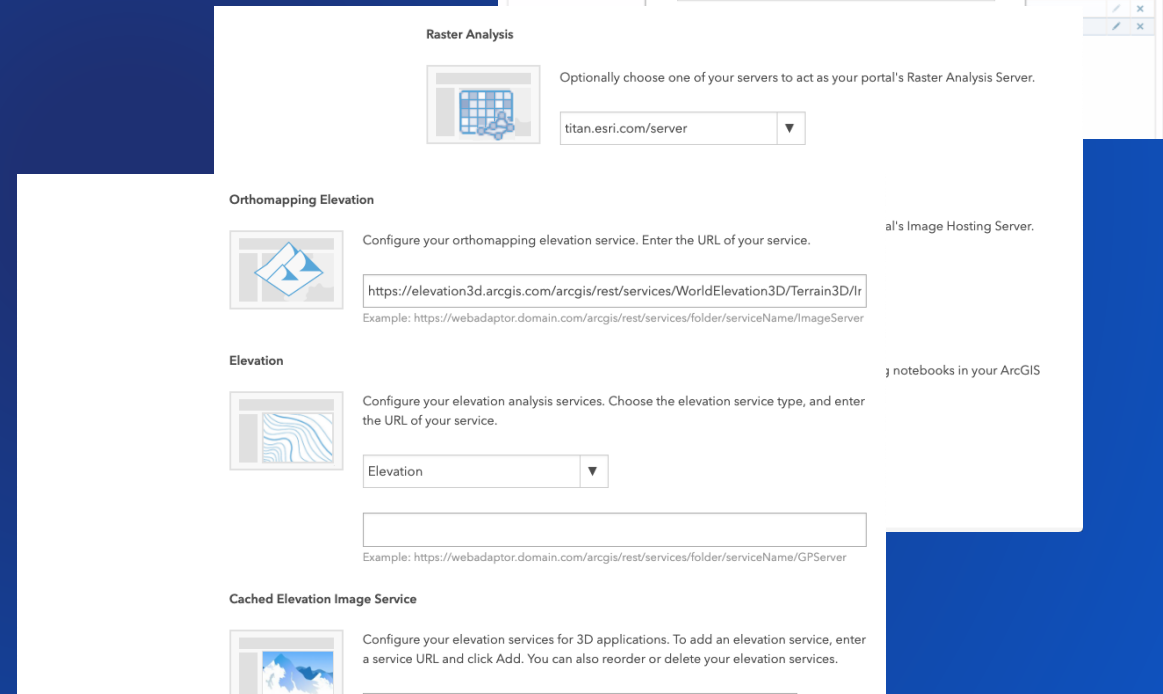 Raster Analysis
Optionally choose one of your servers to act as your portal's Raster Analysis Server.
titan.esri.com/server
Orthomapping Elevation
al's Image Hosting Server.
Configure your orthomapping elevation service. Enter the URL of your service.
https://elevation3d.arcgis.com/arcgis/rest/services/WorldElevation3D/Terrain3D/Ir
Example: https://webadaptor.domain.com/arcgis/rest/services/folder/serviceName/ImageServer
Elevation
g notebooks in your ArcGIS
Configure your elevation analysis services. Choose the elevation service type, and enter
the URL of your service.
Elevation
Example: https://webadaptor.domain.com/arcgis/rest/services/folder/serviceName/GPServer
Cached Elevation Image Service
Configure your elevation services for 3D applications. To add an elevation service, enter
a service URL and click Add. You can also reorder or delete your elevation services.